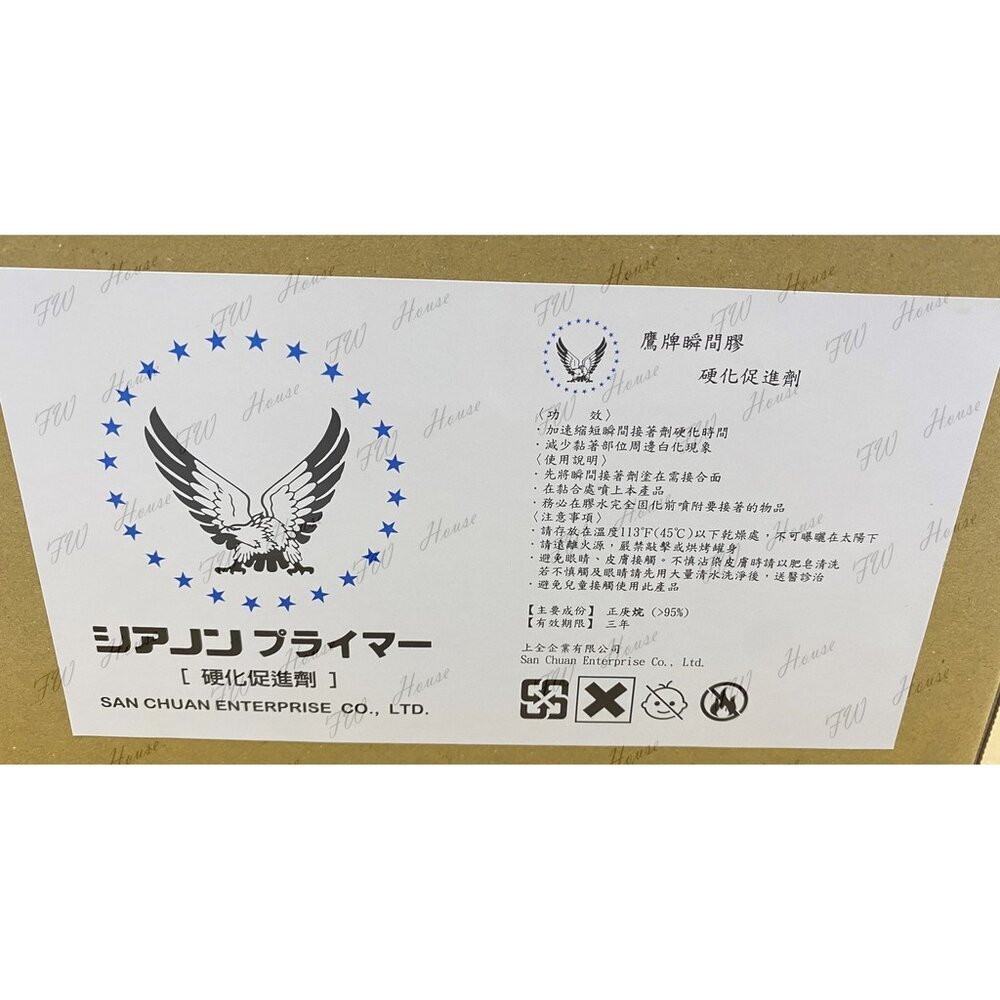 シアノン プライマー
[ 硬化促進劑 ]
SAN CHUAN ENTERPRISE CO., LTD.
鷹牌瞬間膠
硬化促進劑
〈功　　效〉
·加速縮短瞬間接著劑硬化時間
·減少黏著部位周邊白化現象
〈使用說明〉
·先將瞬間接著劑塗在需接合面
·在黏合處噴上本產品
·務必在膠水完全固化前噴附要接著的物品
〈注意事項〉
·請存放在溫度113°F(45℃)以下乾燥處，不可曝曬在太陽下
·請遠離火源，嚴禁敲擊或烘烤罐身
·避免眼睛、皮膚接觸。不慎沾染皮膚時請以肥皂清洗
若不慎觸及眼睛請先用大量清水洗淨後，送醫診治
·避免兒童接觸使用此產品
【主要成份】 正庚烷 (>95%)
【有效期限】 三年
上全企業有限公司
San Chuan Enterprise Co., Ltd.
FW House